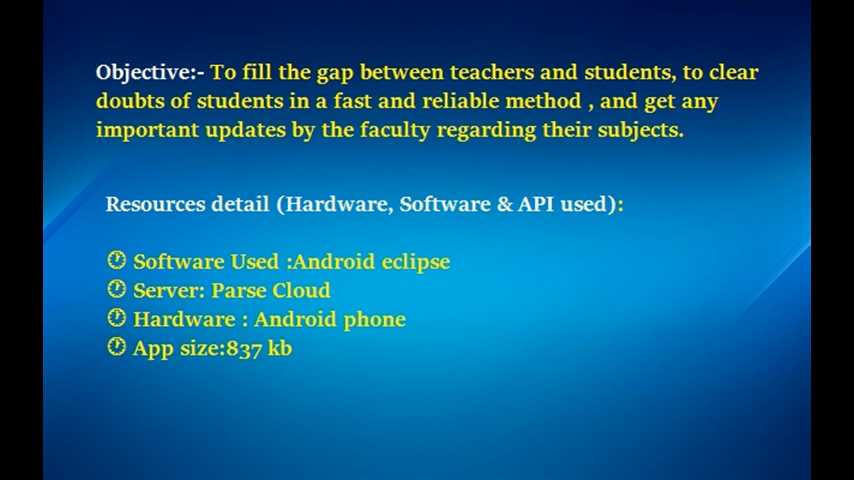 Objective:- To fill the gap between teachers and students, to clear
doubts of students in a fast and reliable method , and get any
important updates by the faculty regarding their subjects.
Resources detail (Hardware, Software & API used):
Software Used :Android eclipse
Server: Parse Cloud
Hardware : Android phone
App size:837 kb